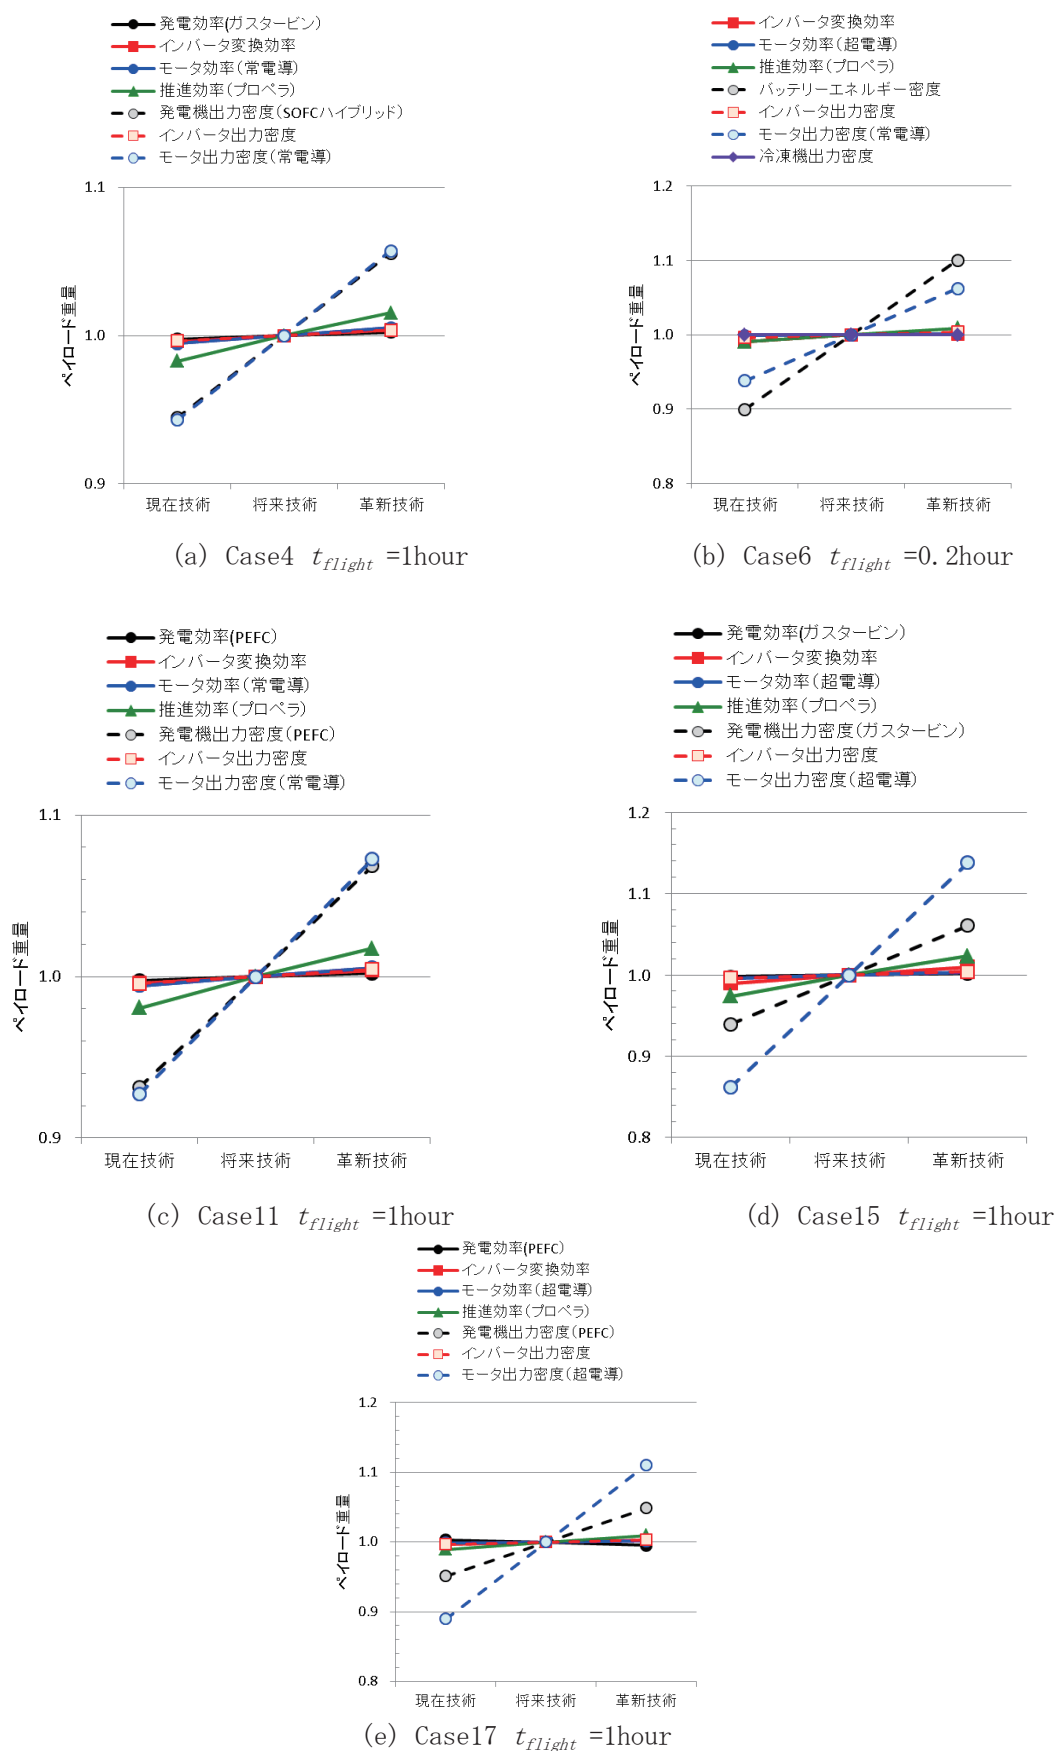 発電効率(ガスタービン)
インバータ変換効率
モータ効率(常電導)
推進効率(プロペラ)
発電機出力密度(SOFCハイブリッド)
インバータ出力密度
モータ出力密度(常電導)
1.1
1.0
0.9
ペイロード重量
現在技術 将来技術 革新技術
(a) Case4 t_flight =1hour
インバータ変換効率
モータ効率(超電導)
推進効率(プロペラ)
バッテリーエネルギー密度
インバータ出力密度
モータ出力密度(常電導)
冷凍機出力密度
1.2
1.1
1.0
0.9
0.8
ペイロード重量
現在技術 将来技術 革新技術
(b) Case6 t_flight =0.2hour
発電効率(PEFC)
インバータ変換効率
モータ効率(常電導)
推進効率(プロペラ)
発電機出力密度(PEFC)
インバータ出力密度
モータ出力密度(常電導)
1.1
1.0
0.9
ペイロード重量
現在技術 将来技術 革新技術
(c) Case11 t_flight =1hour
発電効率(ガスタービン)
インバータ変換効率
モータ効率(超電導)
推進効率(プロペラ)
発電機出力密度(ガスタービン)
インバータ出力密度
モータ出力密度(超電導)
1.2
1.1
1.0
0.9
0.8
ペイロード重量
現在技術 将来技術 革新技術
(d) Case15 t_flight =1hour
発電効率(PEFC)
インバータ変換効率
モータ効率(超電導)
推進効率(プロペラ)
発電機出力密度(PEFC)
インバータ出力密度
モータ出力密度(超電導)
1.2
1.1
1.0
0.9
0.8
ペイロード重量
現在技術 将来技術 革新技術
(e) Case17 t_flight =1hour